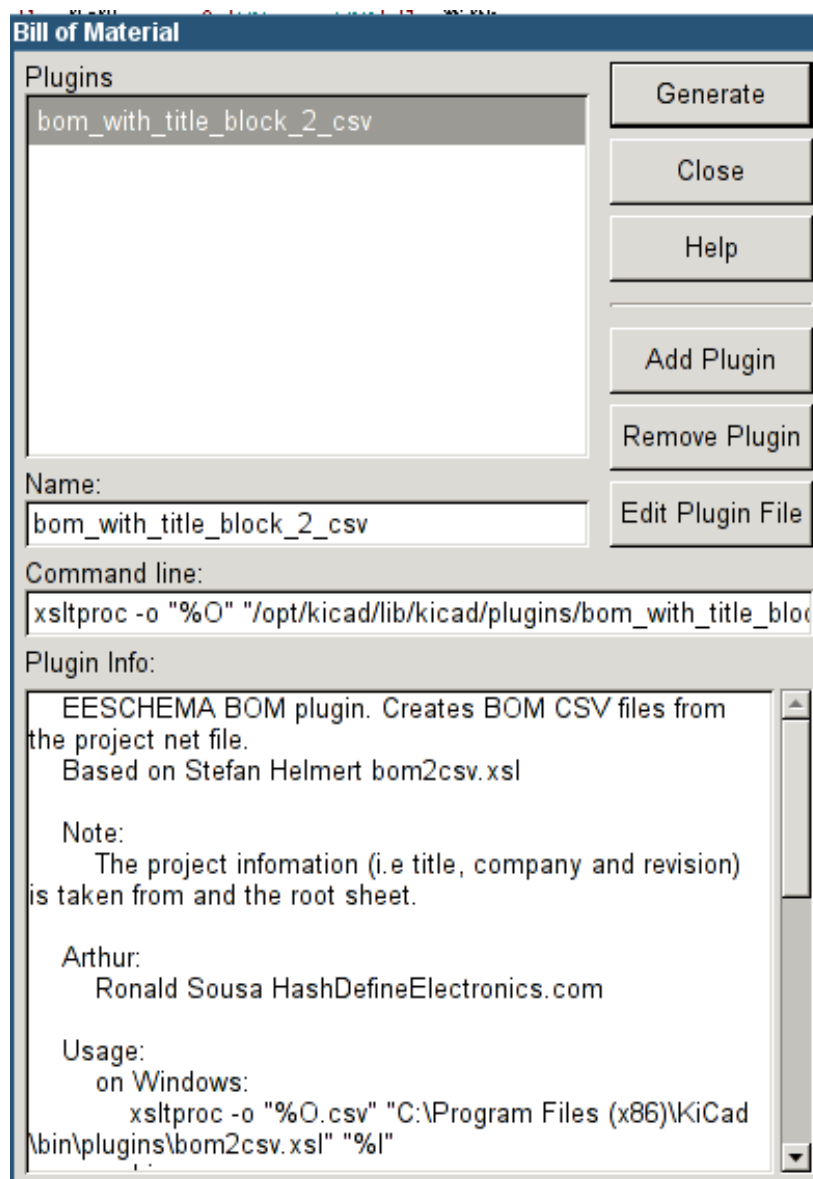 Bill of Material
Plugins
bom_with_title_block_2_csv
Generate
Close
Help
Add Plugin
Remove Plugin
Edit Plugin File
Name:
bom_with_title_block_2_csv
Command line:
xsltproc -o "%O" "/opt/kicad/lib/kicad/plugins/bom_with_title_bloc
Plugin Info:
EESCHEMA BOM plugin. Creates BOM CSV files from
the project net file.
Based on Stefan Helmert bom2csv.xsl
Note:
The project infomation (i.e title, company and revision)
is taken from and the root sheet.
Arthur:
Ronald Sousa HashDefineElectronics.com
Usage:
on Windows:
xsltproc -o "%O.csv" "C:\Program Files (x86)\KiCad
\bin\plugins\bom2csv.xsl" "%I"